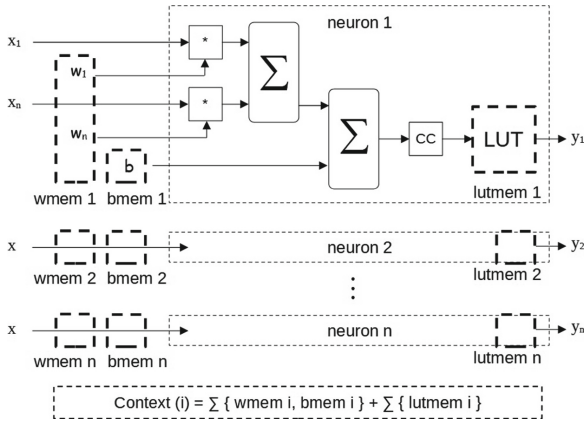 neuron 1
x₁
*
∑
w₁
xₙ
*
∑
CC
LUT
y₁
wₙ
b
wmem 1
bmem 1
lutmem 1
x
neuron 2
y₂
wmem 2
bmem 2
lutmem 2
⋮
x
neuron n
yₙ
wmem n
bmem n
lutmem n
Context (i) = ∑ { wmem i, bmem i } + ∑ { lutmem i }